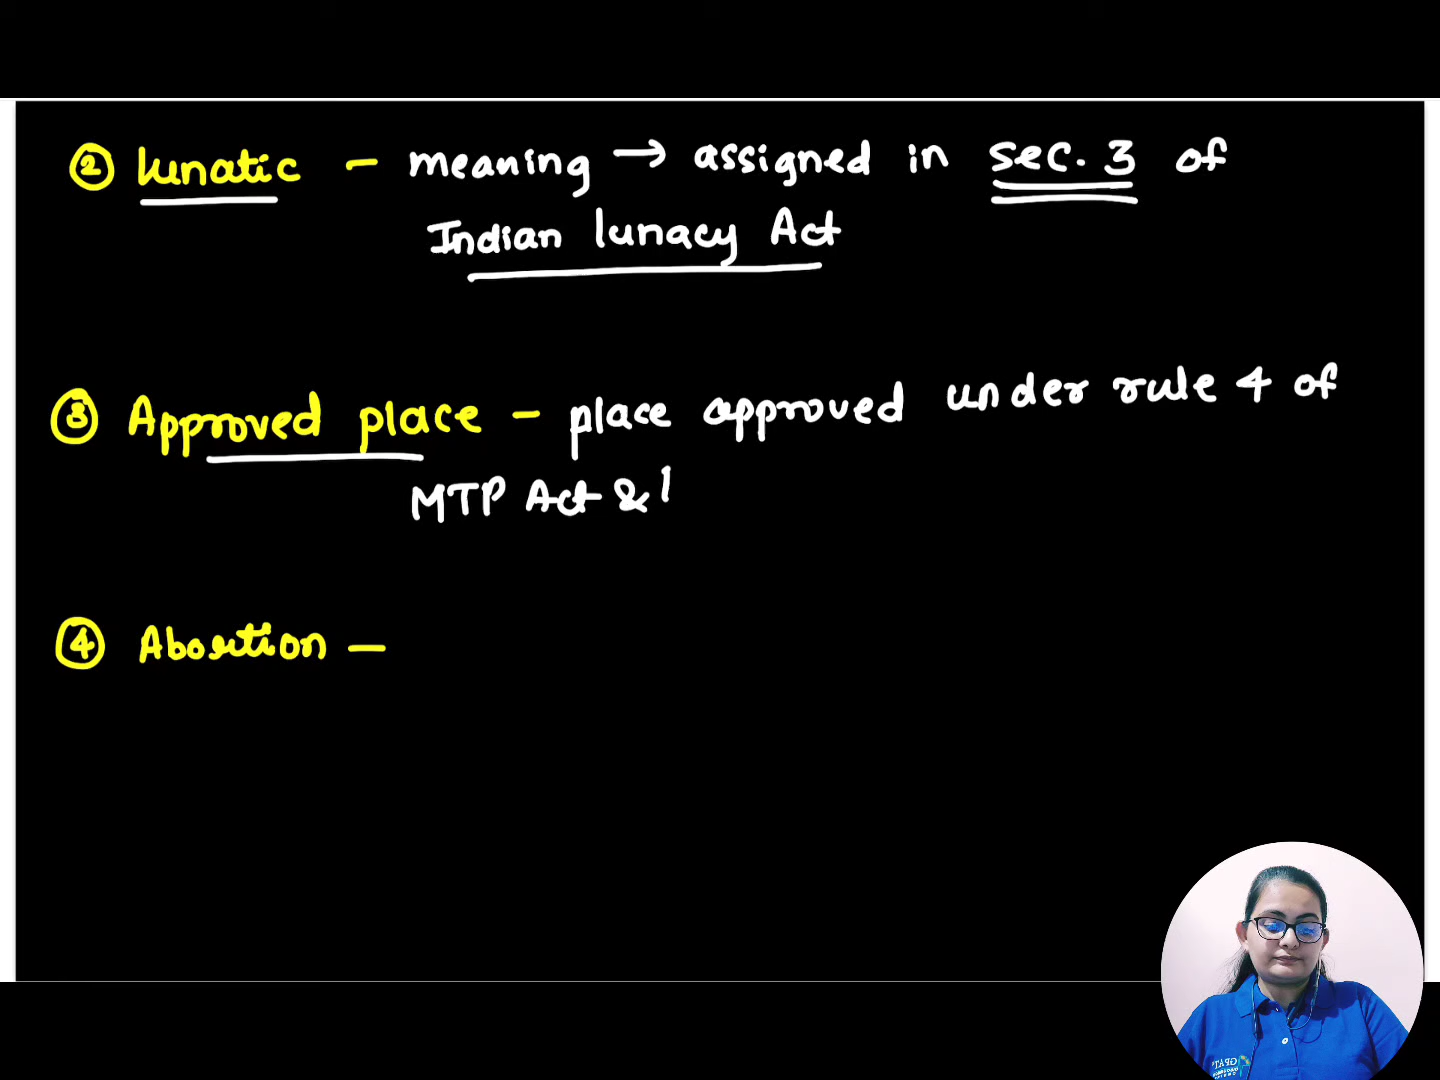 ② Lunatic - meaning → assigned in sec. 3 of
Indian lunacy Act
③ Approved place - place approved under rule 4 of
MTP Act &
④ Abortion -